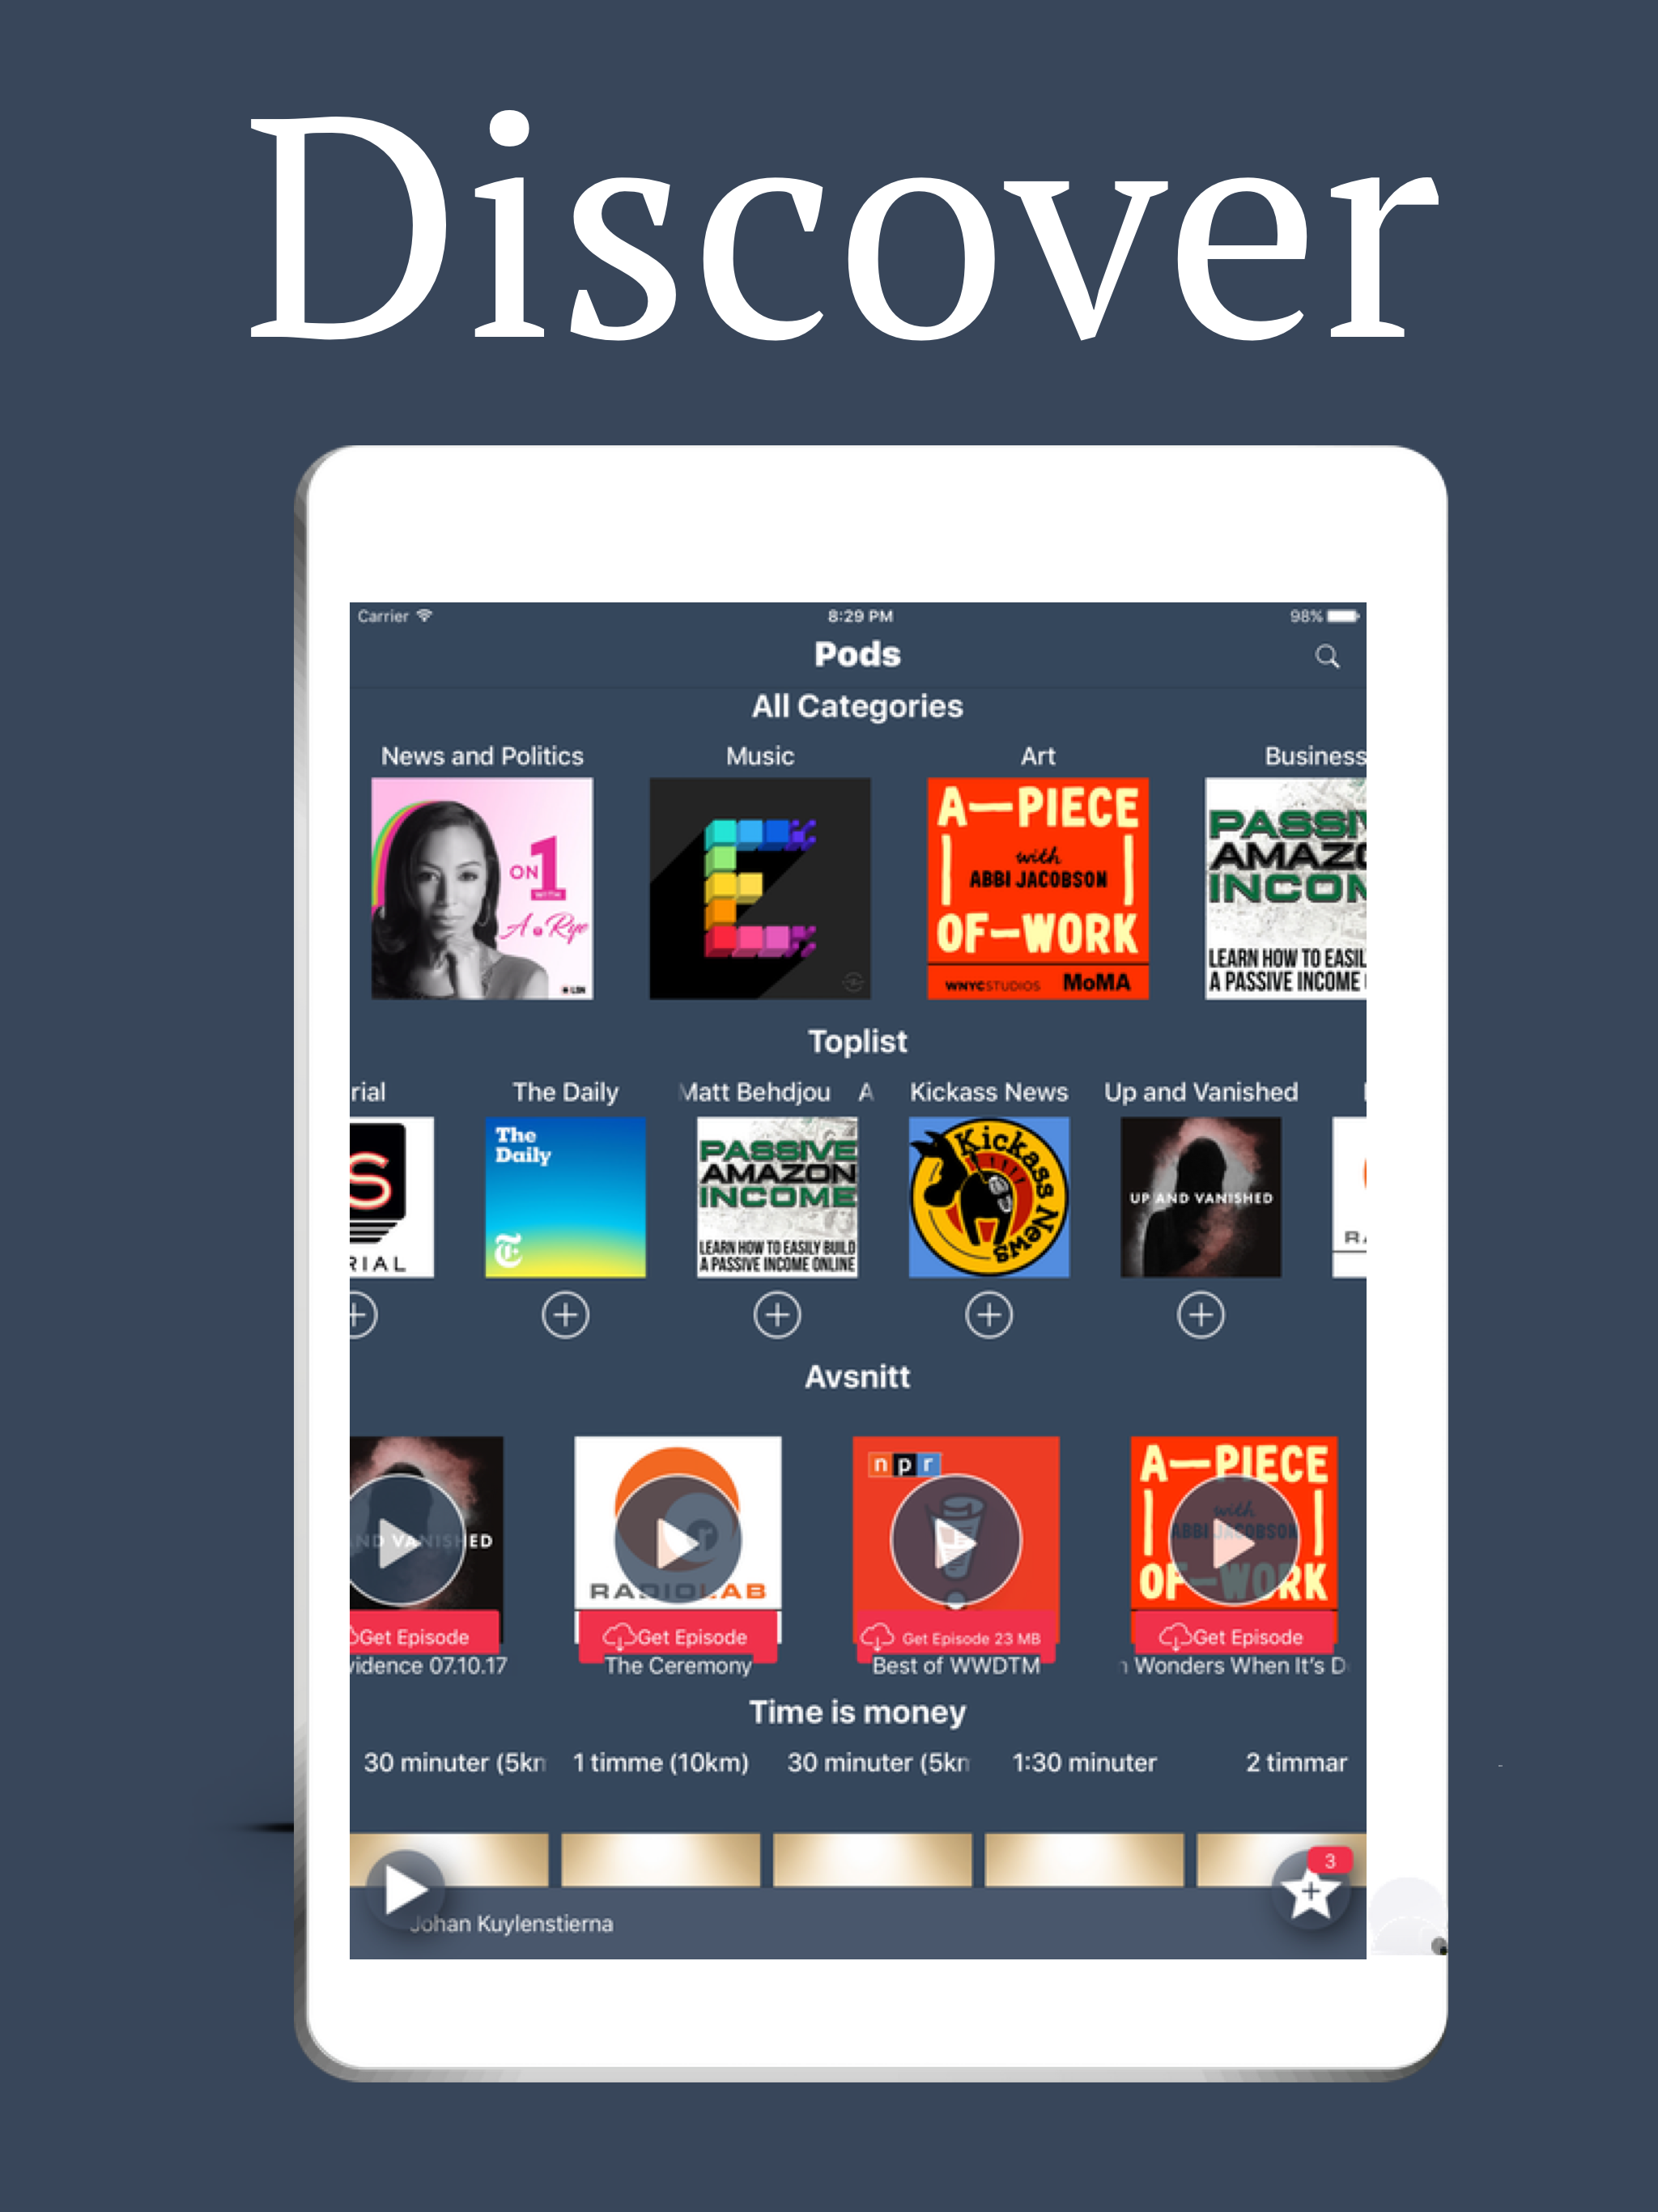 Discover
Carrier 8:29 PM 98%
Pods
All Categories
News and Politics Music Art Business
ON 1 WITH
A. Rye
LSN
E
A—PIECE
with
ABBI JACOBSON
OF—WORK
WNYCSTUDIOS MoMA
PASSIV
AMAZO
INCOM
LEARN HOW TO EASIL
A PASSIVE INCOME
Toplist
rial The Daily Matt Behdjou A Kickass News Up and Vanished
S
RIAL
The
Daily
T
PASSIVE
AMAZON
INCOME
LEARN HOW TO EASILY BUILD
A PASSIVE INCOME ONLINE
Kickass News
UP AND VANISHED
RA
Avsnitt
ND VANISHED
r
RADIOLAB
npr
A—PIECE
with
ABBI JACOBSON
OF—WORK
Get Episode Get Episode Get Episode 23 MB Get Episode
vidence 07.10.17 The Ceremony Best of WWDTM n Wonders When It's D
Time is money
30 minuter (5km 1 timme (10km) 30 minuter (5km 1:30 minuter 2 timmar
3
Johan Kuylenstierna